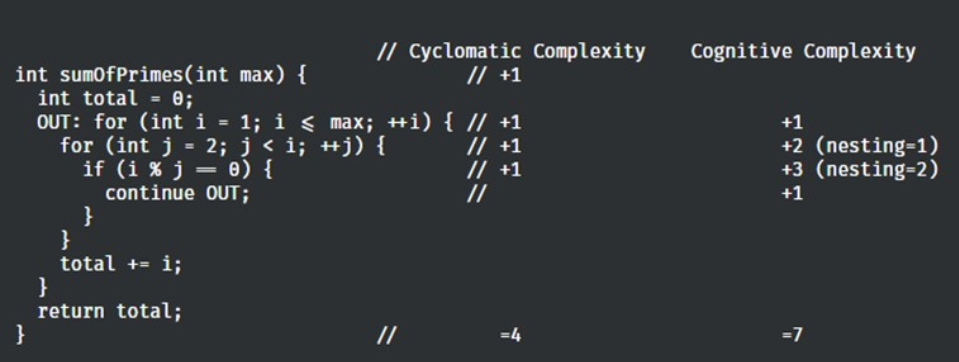 // Cyclomatic Complexity    Cognitive Complexity
int sumOfPrimes(int max) {              // +1
  int total = 0;
  OUT: for (int i = 1; i ⩽ max; ++i) { // +1                       +1
    for (int j = 2; j < i; ++j) {       // +1                       +2 (nesting=1)
      if (i % j == 0) {                 // +1                       +3 (nesting=2)
        continue OUT;                   //                          +1
      }
    }
    total += i;
  }
  return total;
}                               //         =4                       =7